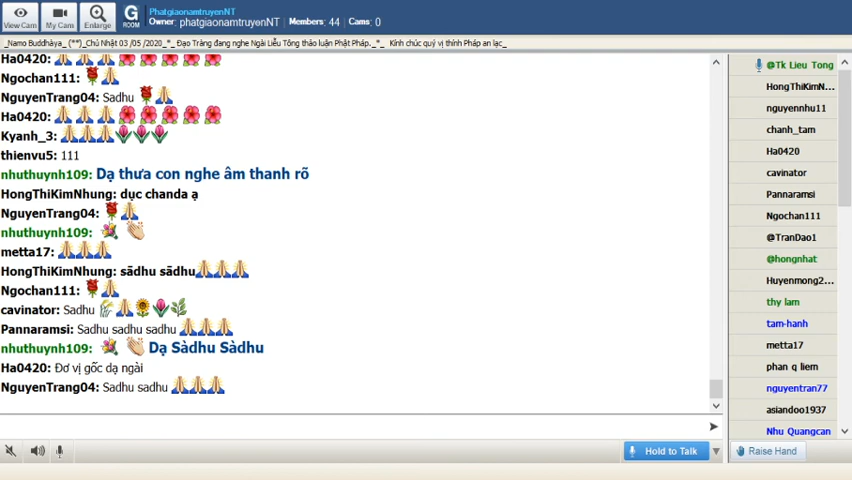 View Cam
My Cam
Enlarge
G
ROOM
PhatgiaonamtruyenNT
Owner: phatgiaonamtruyenNT Members: 44 Cams: 0
_Namo Buddhàya_ (**)_Chủ Nhật 03 /05 /2020_*_ Đạo Tràng đang nghe Ngài Liễu Tông thảo luận Phật Pháp._*_ Kính chúc quý vị thính Pháp an lạc_
Ha0420:
Ngochan111:
NguyenTrang04: Sadhu
Ha0420:
Kyanh_3:
thienvu5: 111
nhuthuynh109: Dạ thưa con nghe âm thanh rõ
HongThiKimNhung: dục chanda ạ
NguyenTrang04:
nhuthuynh109:
metta17:
HongThiKimNhung: sādhu sādhu
Ngochan111:
cavinator: Sadhu
Pannaramsi: Sadhu sadhu sadhu
nhuthuynh109: Dạ Sàdhu Sàdhu
Ha0420: Đơ vị gốc dạ ngài
NguyenTrang04: Sadhu sadhu
@Tk Lieu Tong
HongThiKimN...
nguyennhu11
chanh_tam
Ha0420
cavinator
Pannaramsi
Ngochan111
@TranDao1
@hongnhat
Huyenmong2...
thy lam
tam-hanh
metta17
phan q liem
nguyentran77
asiandoo1937
Nhu Quangcan
Hold to Talk
Raise Hand